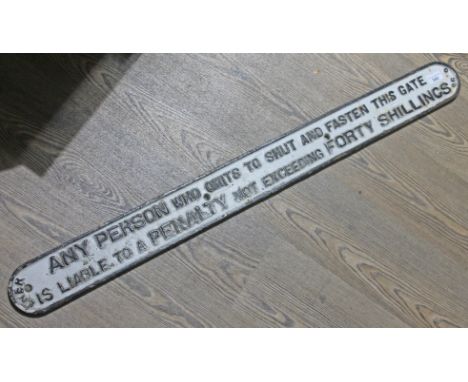 ANY PERSON WHO OMITS TO SHUT AND FASTEN THIS GATE
IS LIABLE TO A PENALTY NOT EXCEEDING FORTY SHILLINGS